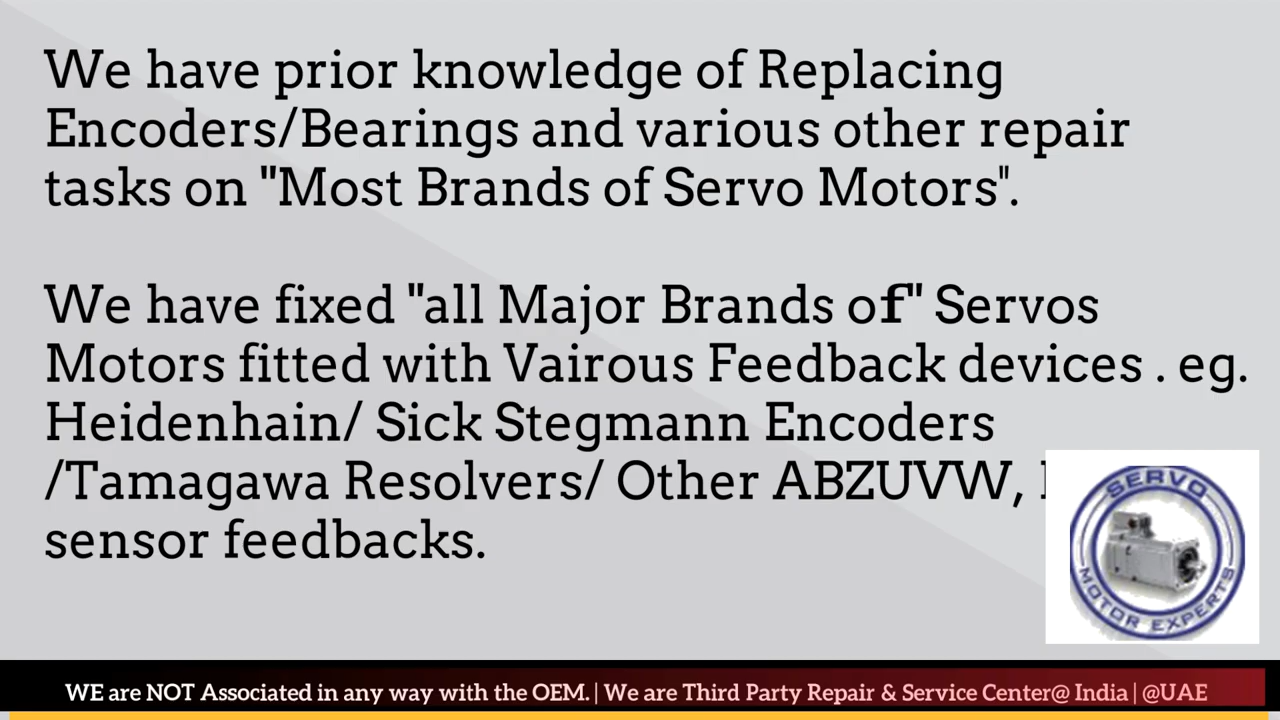 We have prior knowledge of Replacing
Encoders/Bearings and various other repair
tasks on "Most Brands of Servo Motors".
We have fixed "all Major Brands of" Servos
Motors fitted with Vairous Feedback devices . eg.
Heidenhain/ Sick Stegmann Encoders
/Tamagawa Resolvers/ Other ABZUVW,
sensor feedbacks.
SERVO
MOTOR EXPERTS
WE are NOT Associated in any way with the OEM. | We are Third Party Repair & Service Center@ India | @UAE